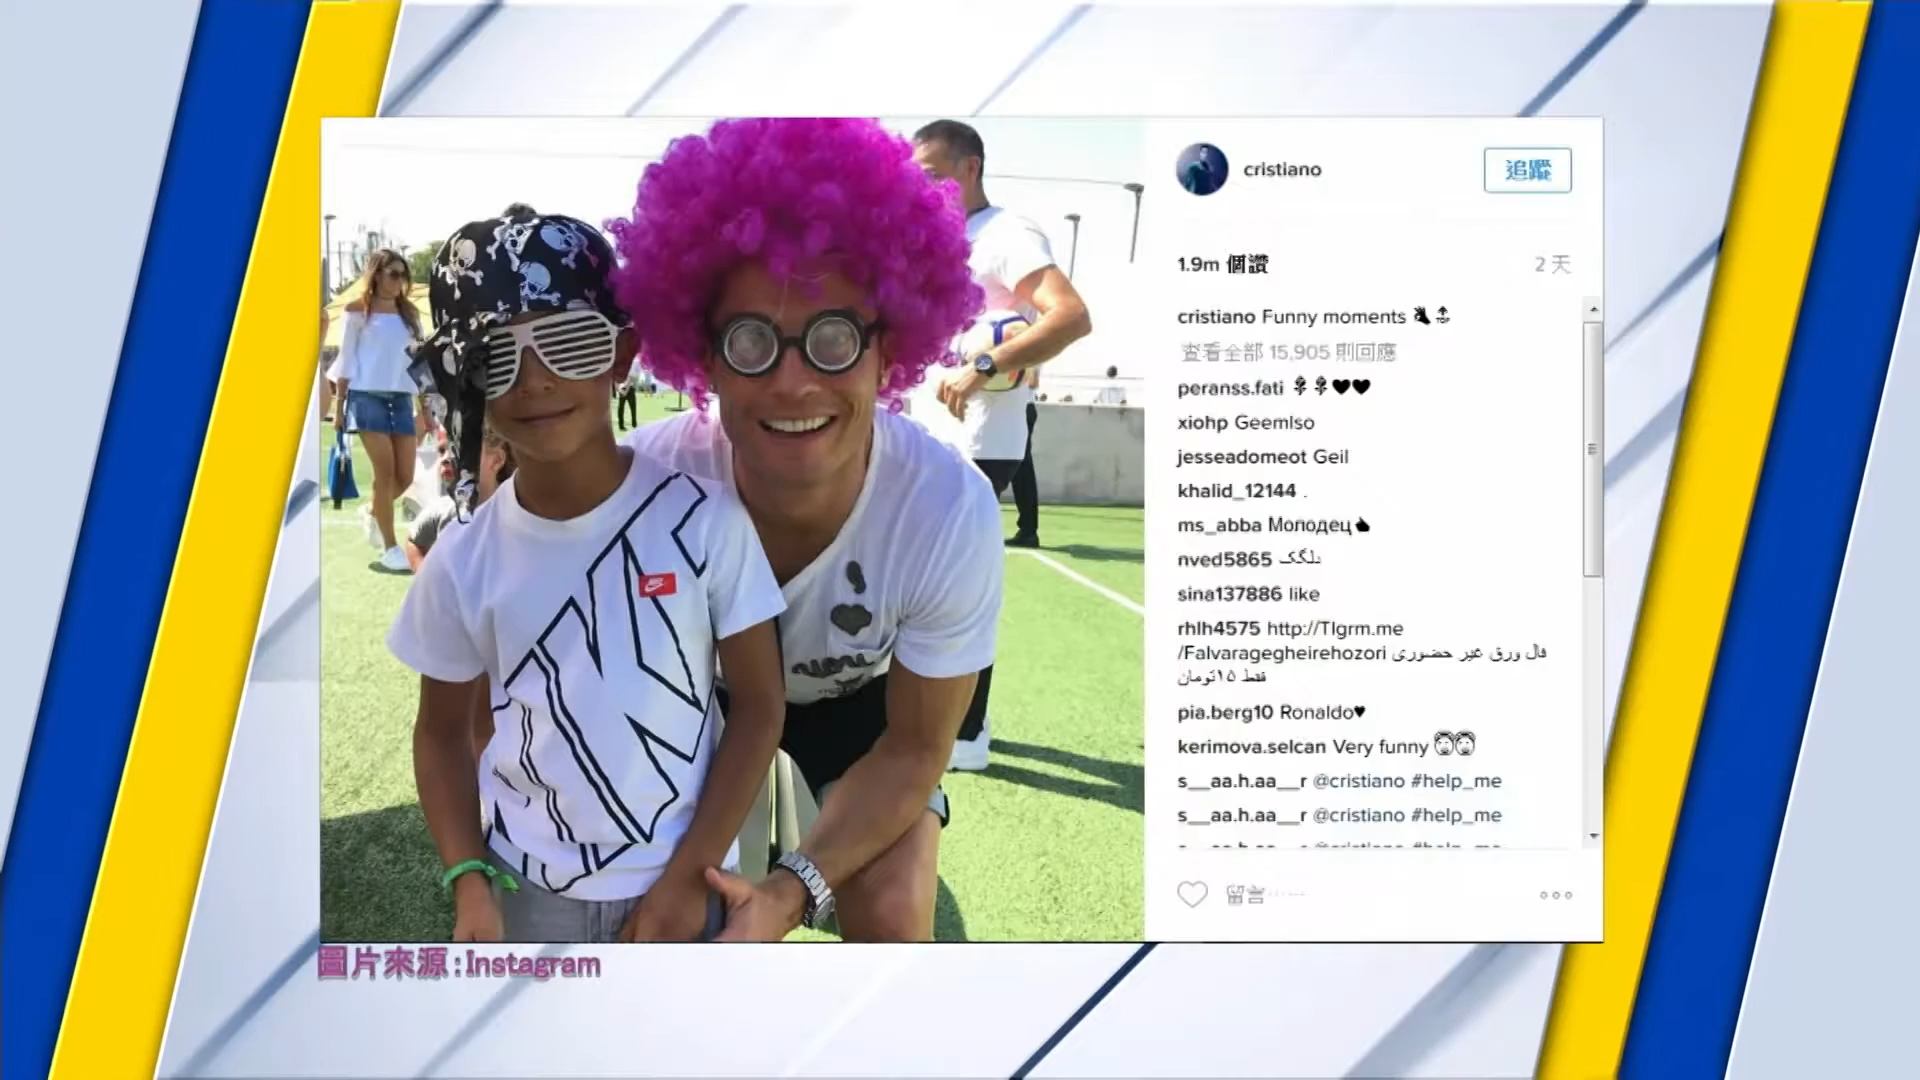 cristiano
追蹤
1.9m 個讚
2 天
cristiano Funny moments
查看全部 15,905 則回應
peranss.fati
xiohp Geemlso
jesseadomeot Geil
khalid_12144 .
ms_abba Молодец
nved5865 دلگک
sina137886 like
rhlh4575 http://Tlgrm.me
/Falvaragegheirehozori فال ورق غیر حضوری
فقط ۱۵تومان
pia.berg10 Ronaldo♥
kerimova.selcan Very funny
s__aa.h.aa__r @cristiano #help_me
s__aa.h.aa__r @cristiano #help_me
留言⋯⋯
圖片來源:Instagram